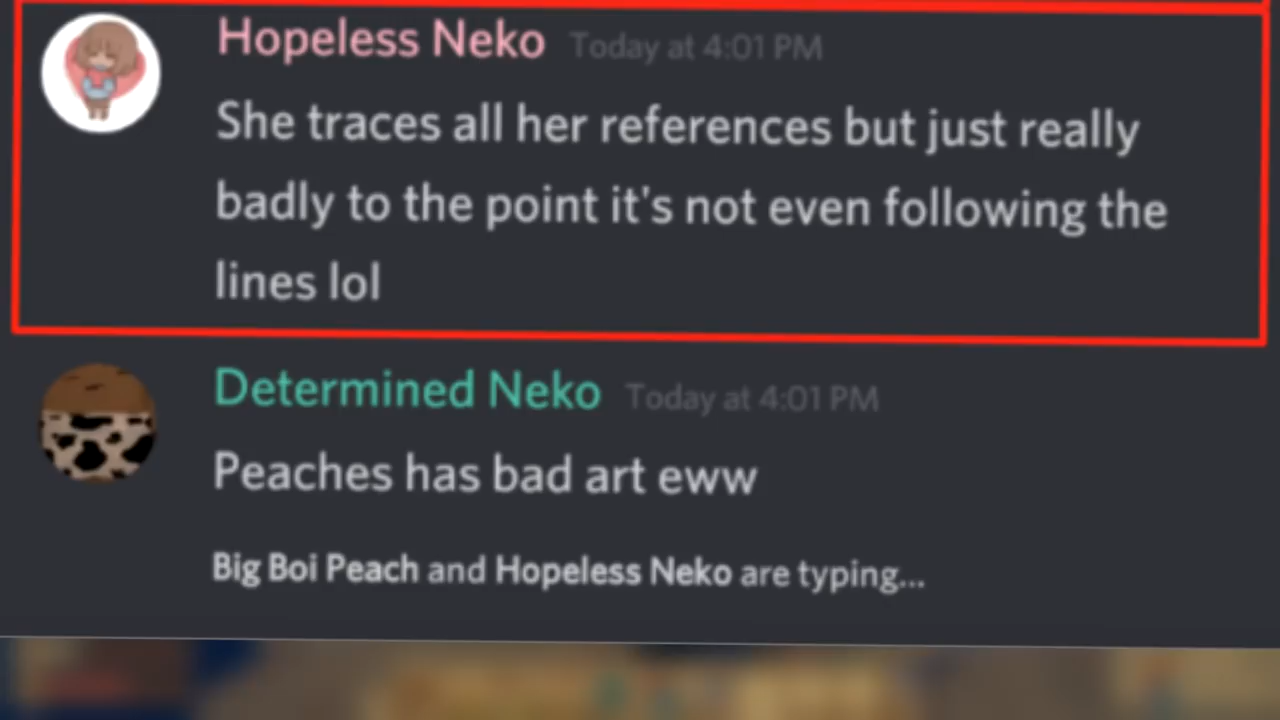 Hopeless Neko Today at 4:01 PM
She traces all her references but just really
badly to the point it's not even following the
lines lol
Determined Neko Today at 4:01 PM
Peaches has bad art eww
Big Boi Peach and Hopeless Neko are typing...